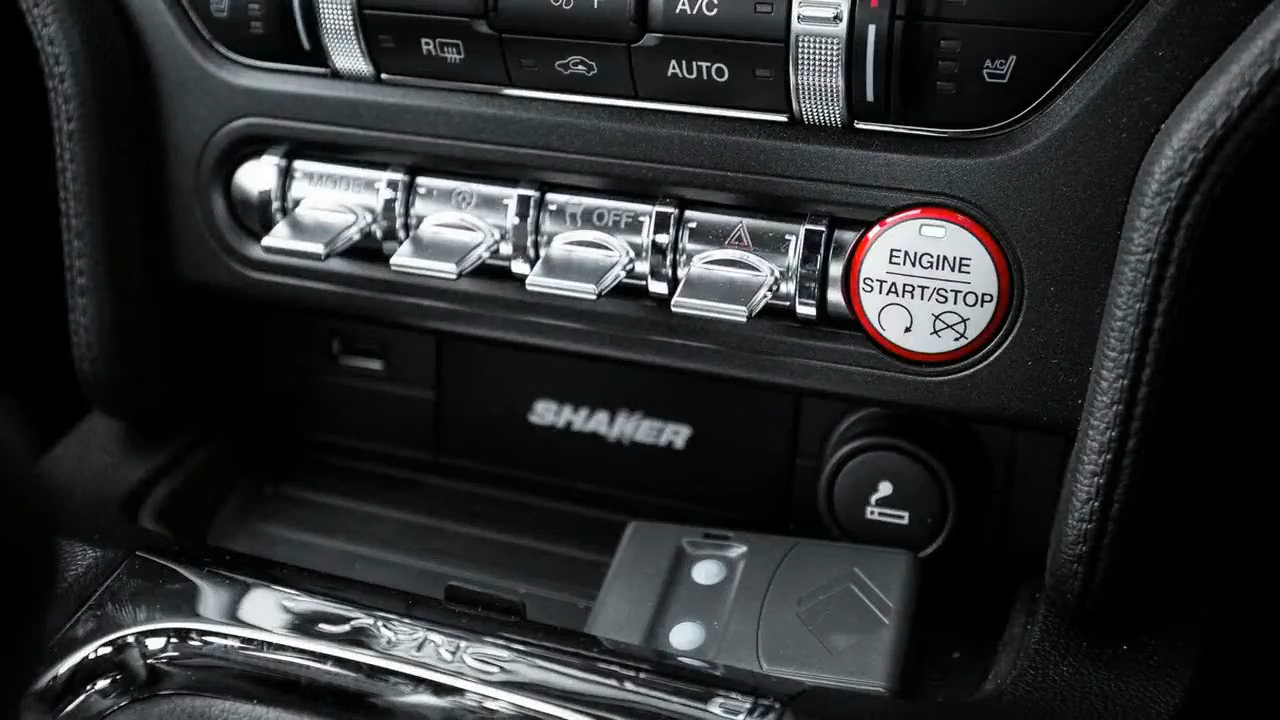 A/C
R
AUTO
A/C
MODE
OFF
ENGINE
START/STOP
SHAKER